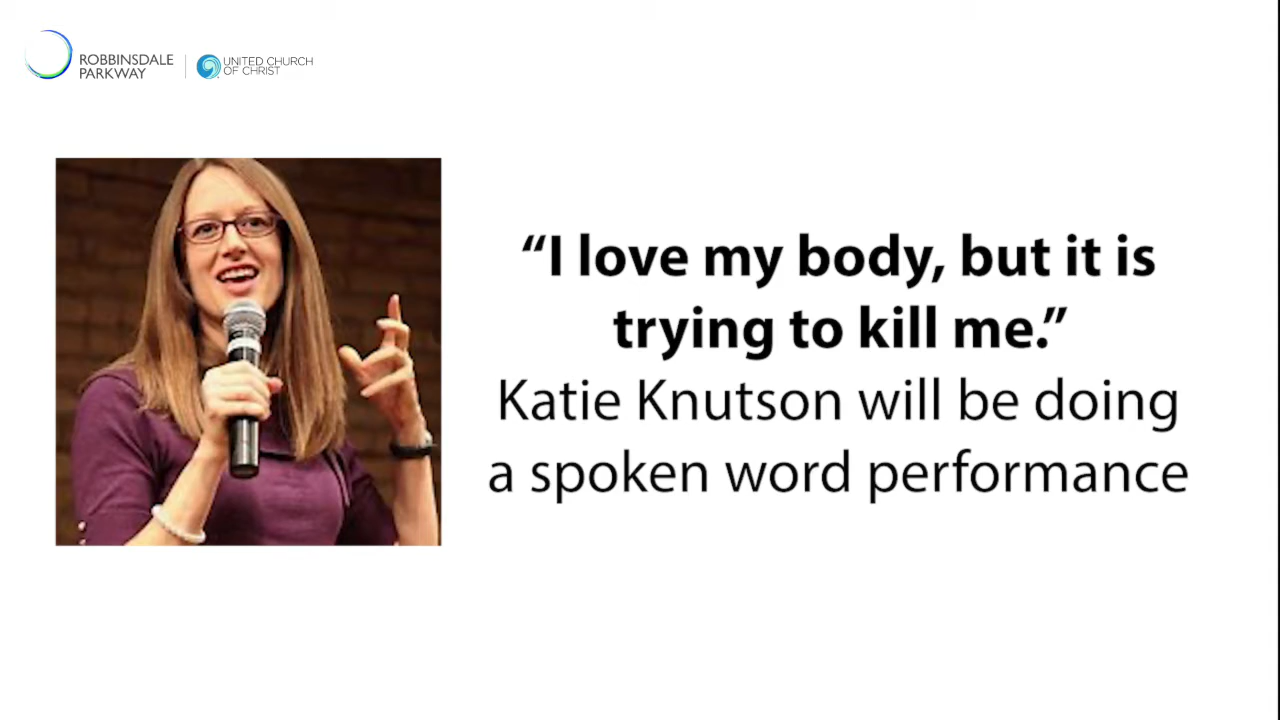 ROBBINSDALE
PARKWAY
UNITED CHURCH
OF CHRIST
“I love my body, but it is
trying to kill me.”
Katie Knutson will be doing
a spoken word performance